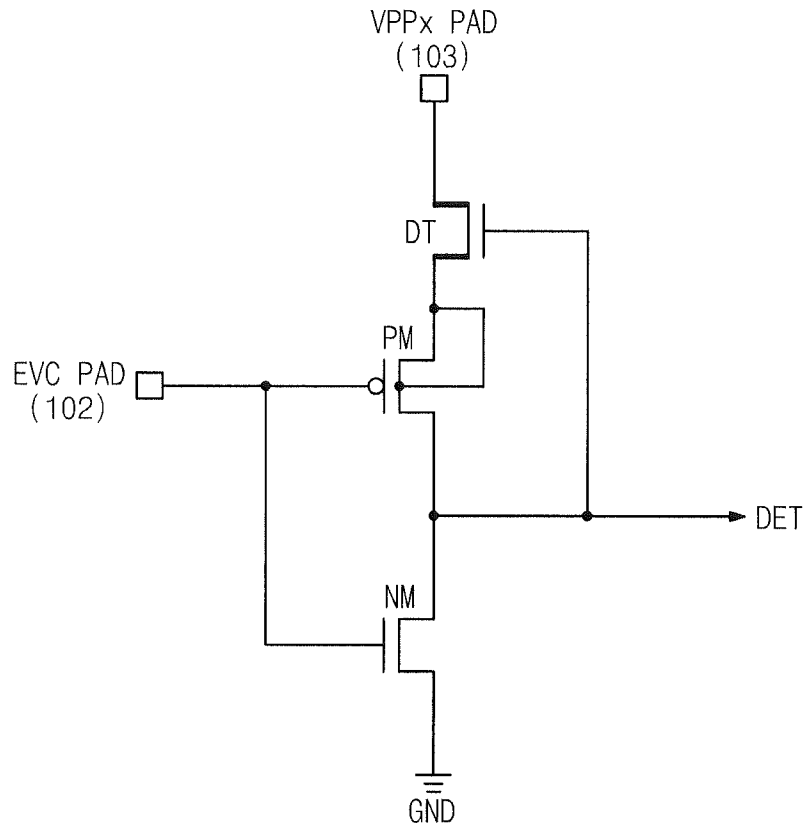 VPPx PAD
(103)
DT
PM
EVC PAD
(102)
DET
NM
GND